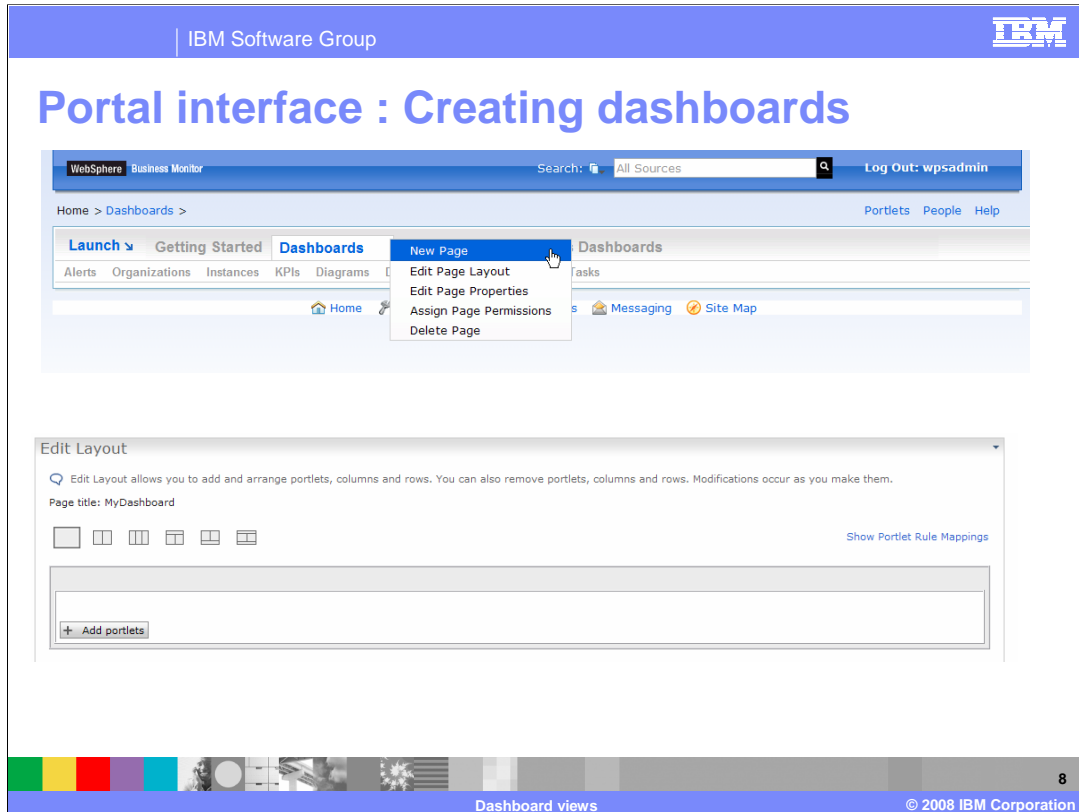 IBM Software Group
IBM
Portal interface : Creating dashboards
WebSphere Business Monitor
Search:
All Sources
Log Out: wpsadmin
Home > Dashboards >
Portlets People Help
Launch Getting Started Dashboards
Dashboards
New Page
Edit Page Layout
Edit Page Properties
Assign Page Permissions
Delete Page
Alerts Organizations Instances KPIs Diagrams
Tasks
Home
s Messaging Site Map
Edit Layout
Edit Layout allows you to add and arrange portlets, columns and rows. You can also remove portlets, columns and rows. Modifications occur as you make them.
Page title: MyDashboard
Show Portlet Rule Mappings
+ Add portlets
8
Dashboard views
© 2008 IBM Corporation